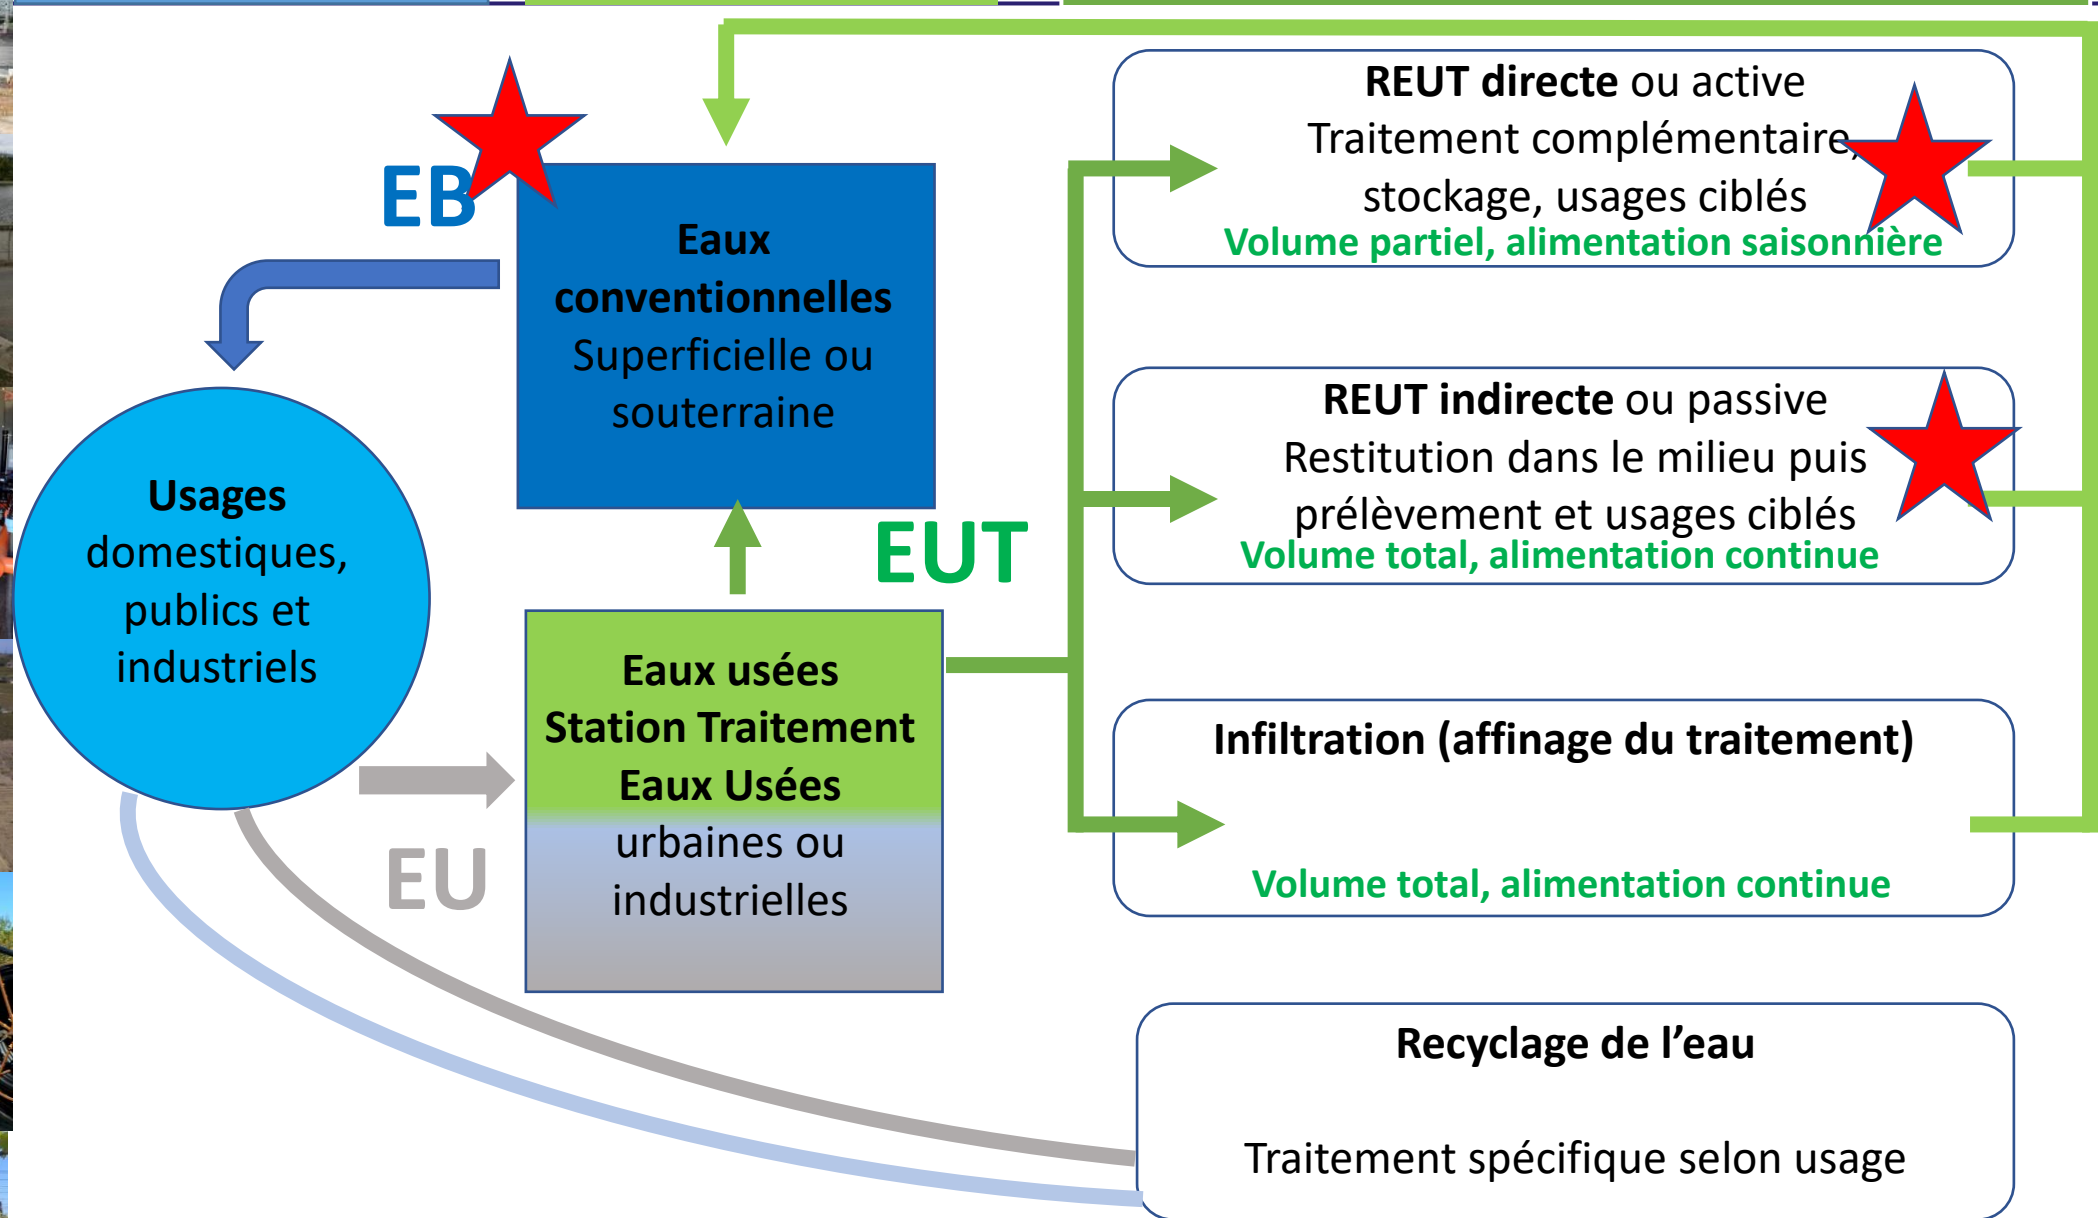 EB
Eaux
conventionnelles
Superficielle ou
souterraine
Usages
domestiques,
publics et
industriels
EU
Eaux usées
Station Traitement
Eaux Usées
urbaines ou
industrielles
EUT
REUT directe ou active
Traitement complémentaire,
stockage, usages ciblés
Volume partiel, alimentation saisonnière
REUT indirecte ou passive
Restitution dans le milieu puis
prélèvement et usages ciblés
Volume total, alimentation continue
Infiltration (affinage du traitement)
Volume total, alimentation continue
Recyclage de l’eau
Traitement spécifique selon usage